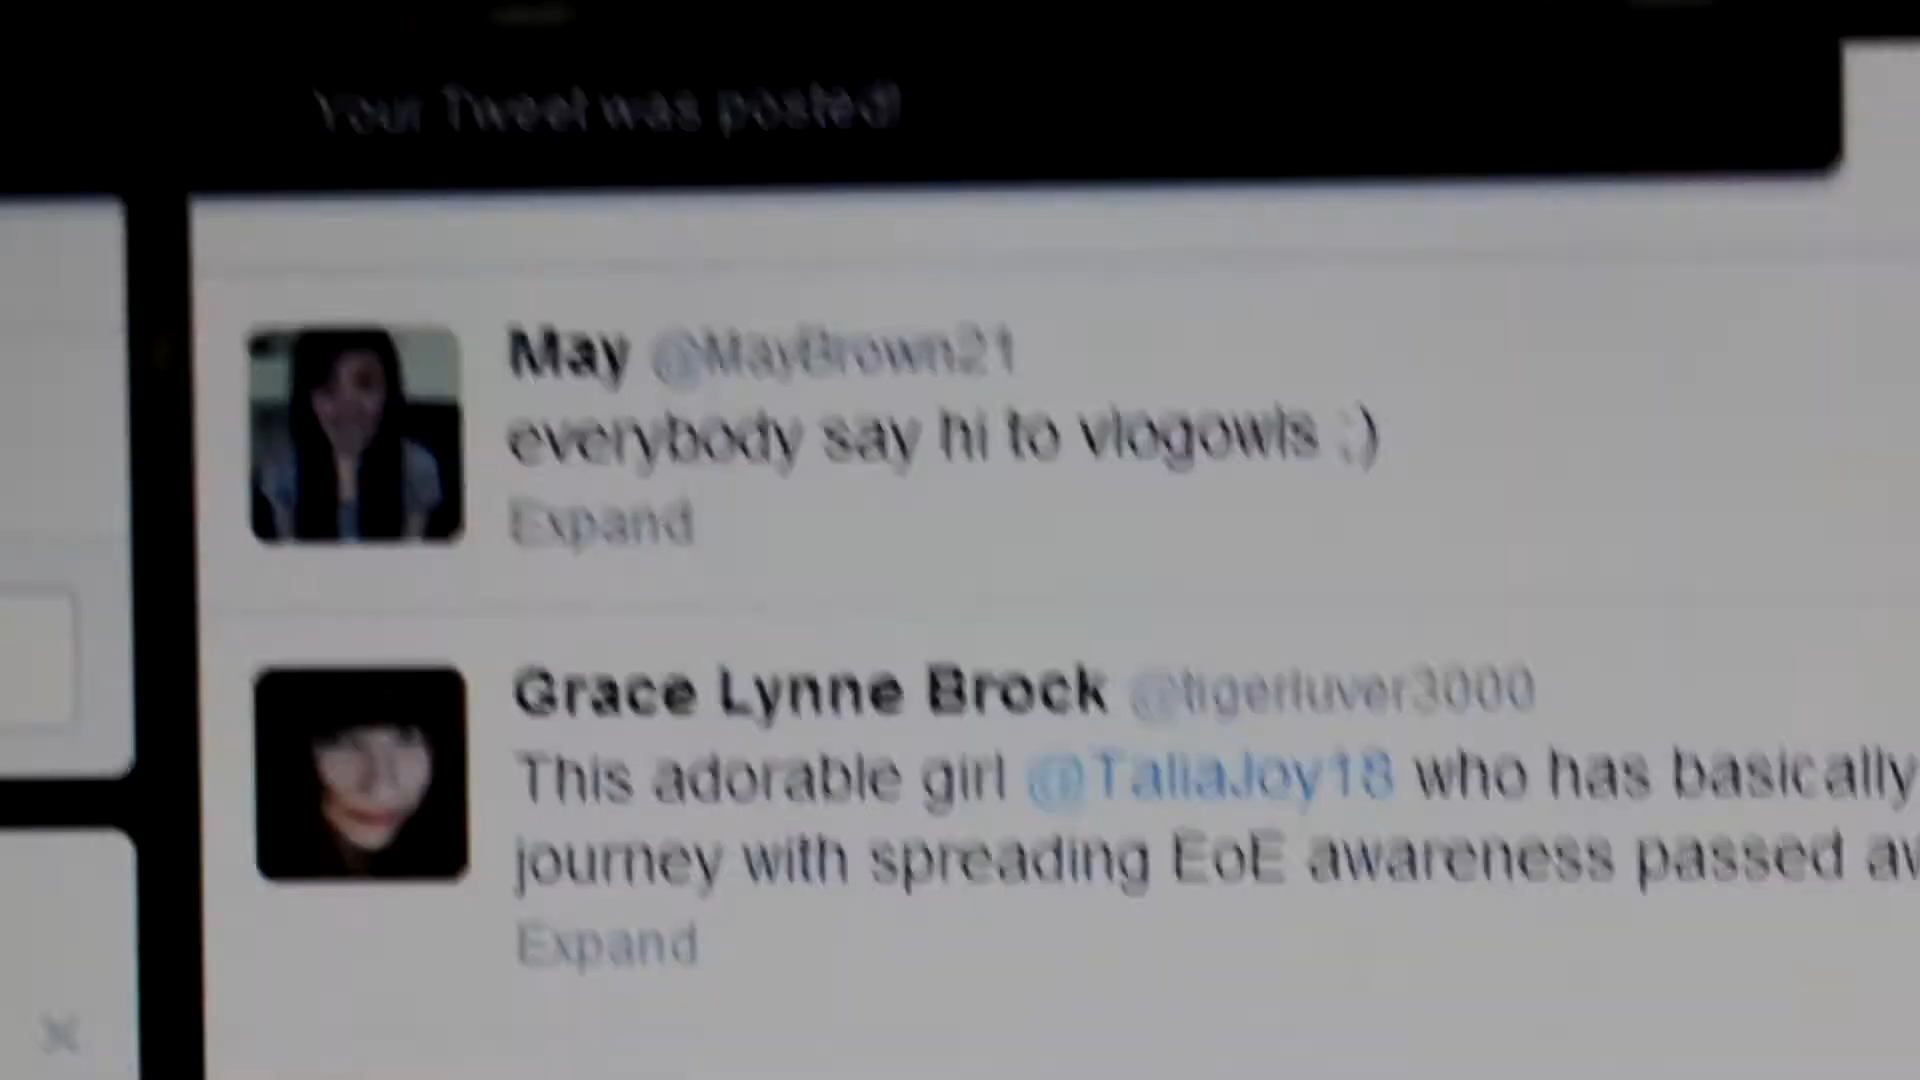 Your Tweet was posted!
May @MayBrown21
everybody say hi to vlogowls ;)
Expand
Grace Lynne Brock @tigerluver3000
This adorable girl @TaliaJoy18 who has basically
journey with spreading EoE awareness passed
Expand